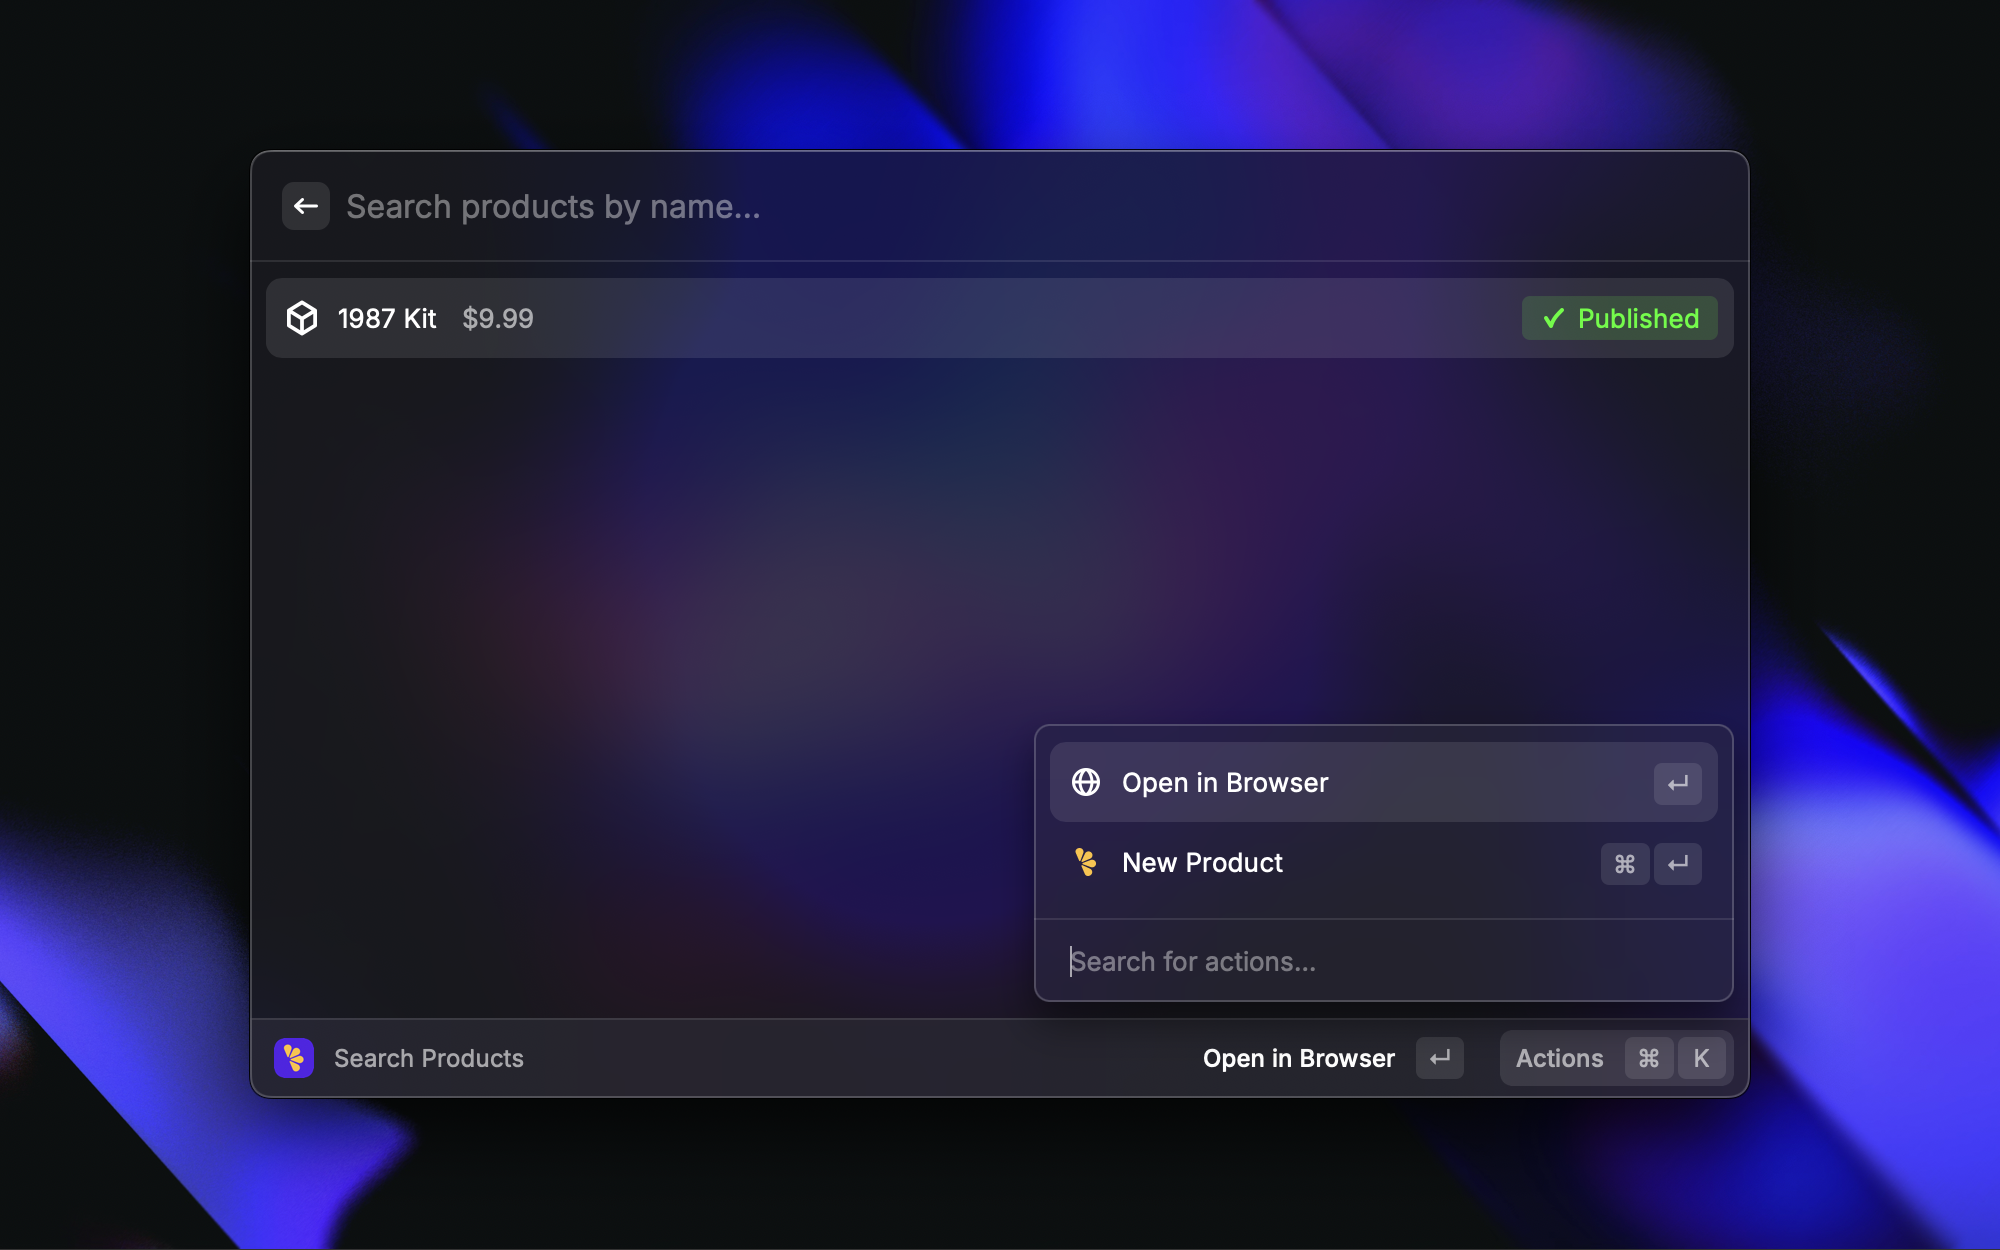 Search products by name...
1987 Kit $9.99 ✓ Published
Open in Browser ↵
New Product ⌘ ↵
Search for actions...
Search Products Open in Browser ↵ Actions ⌘ K